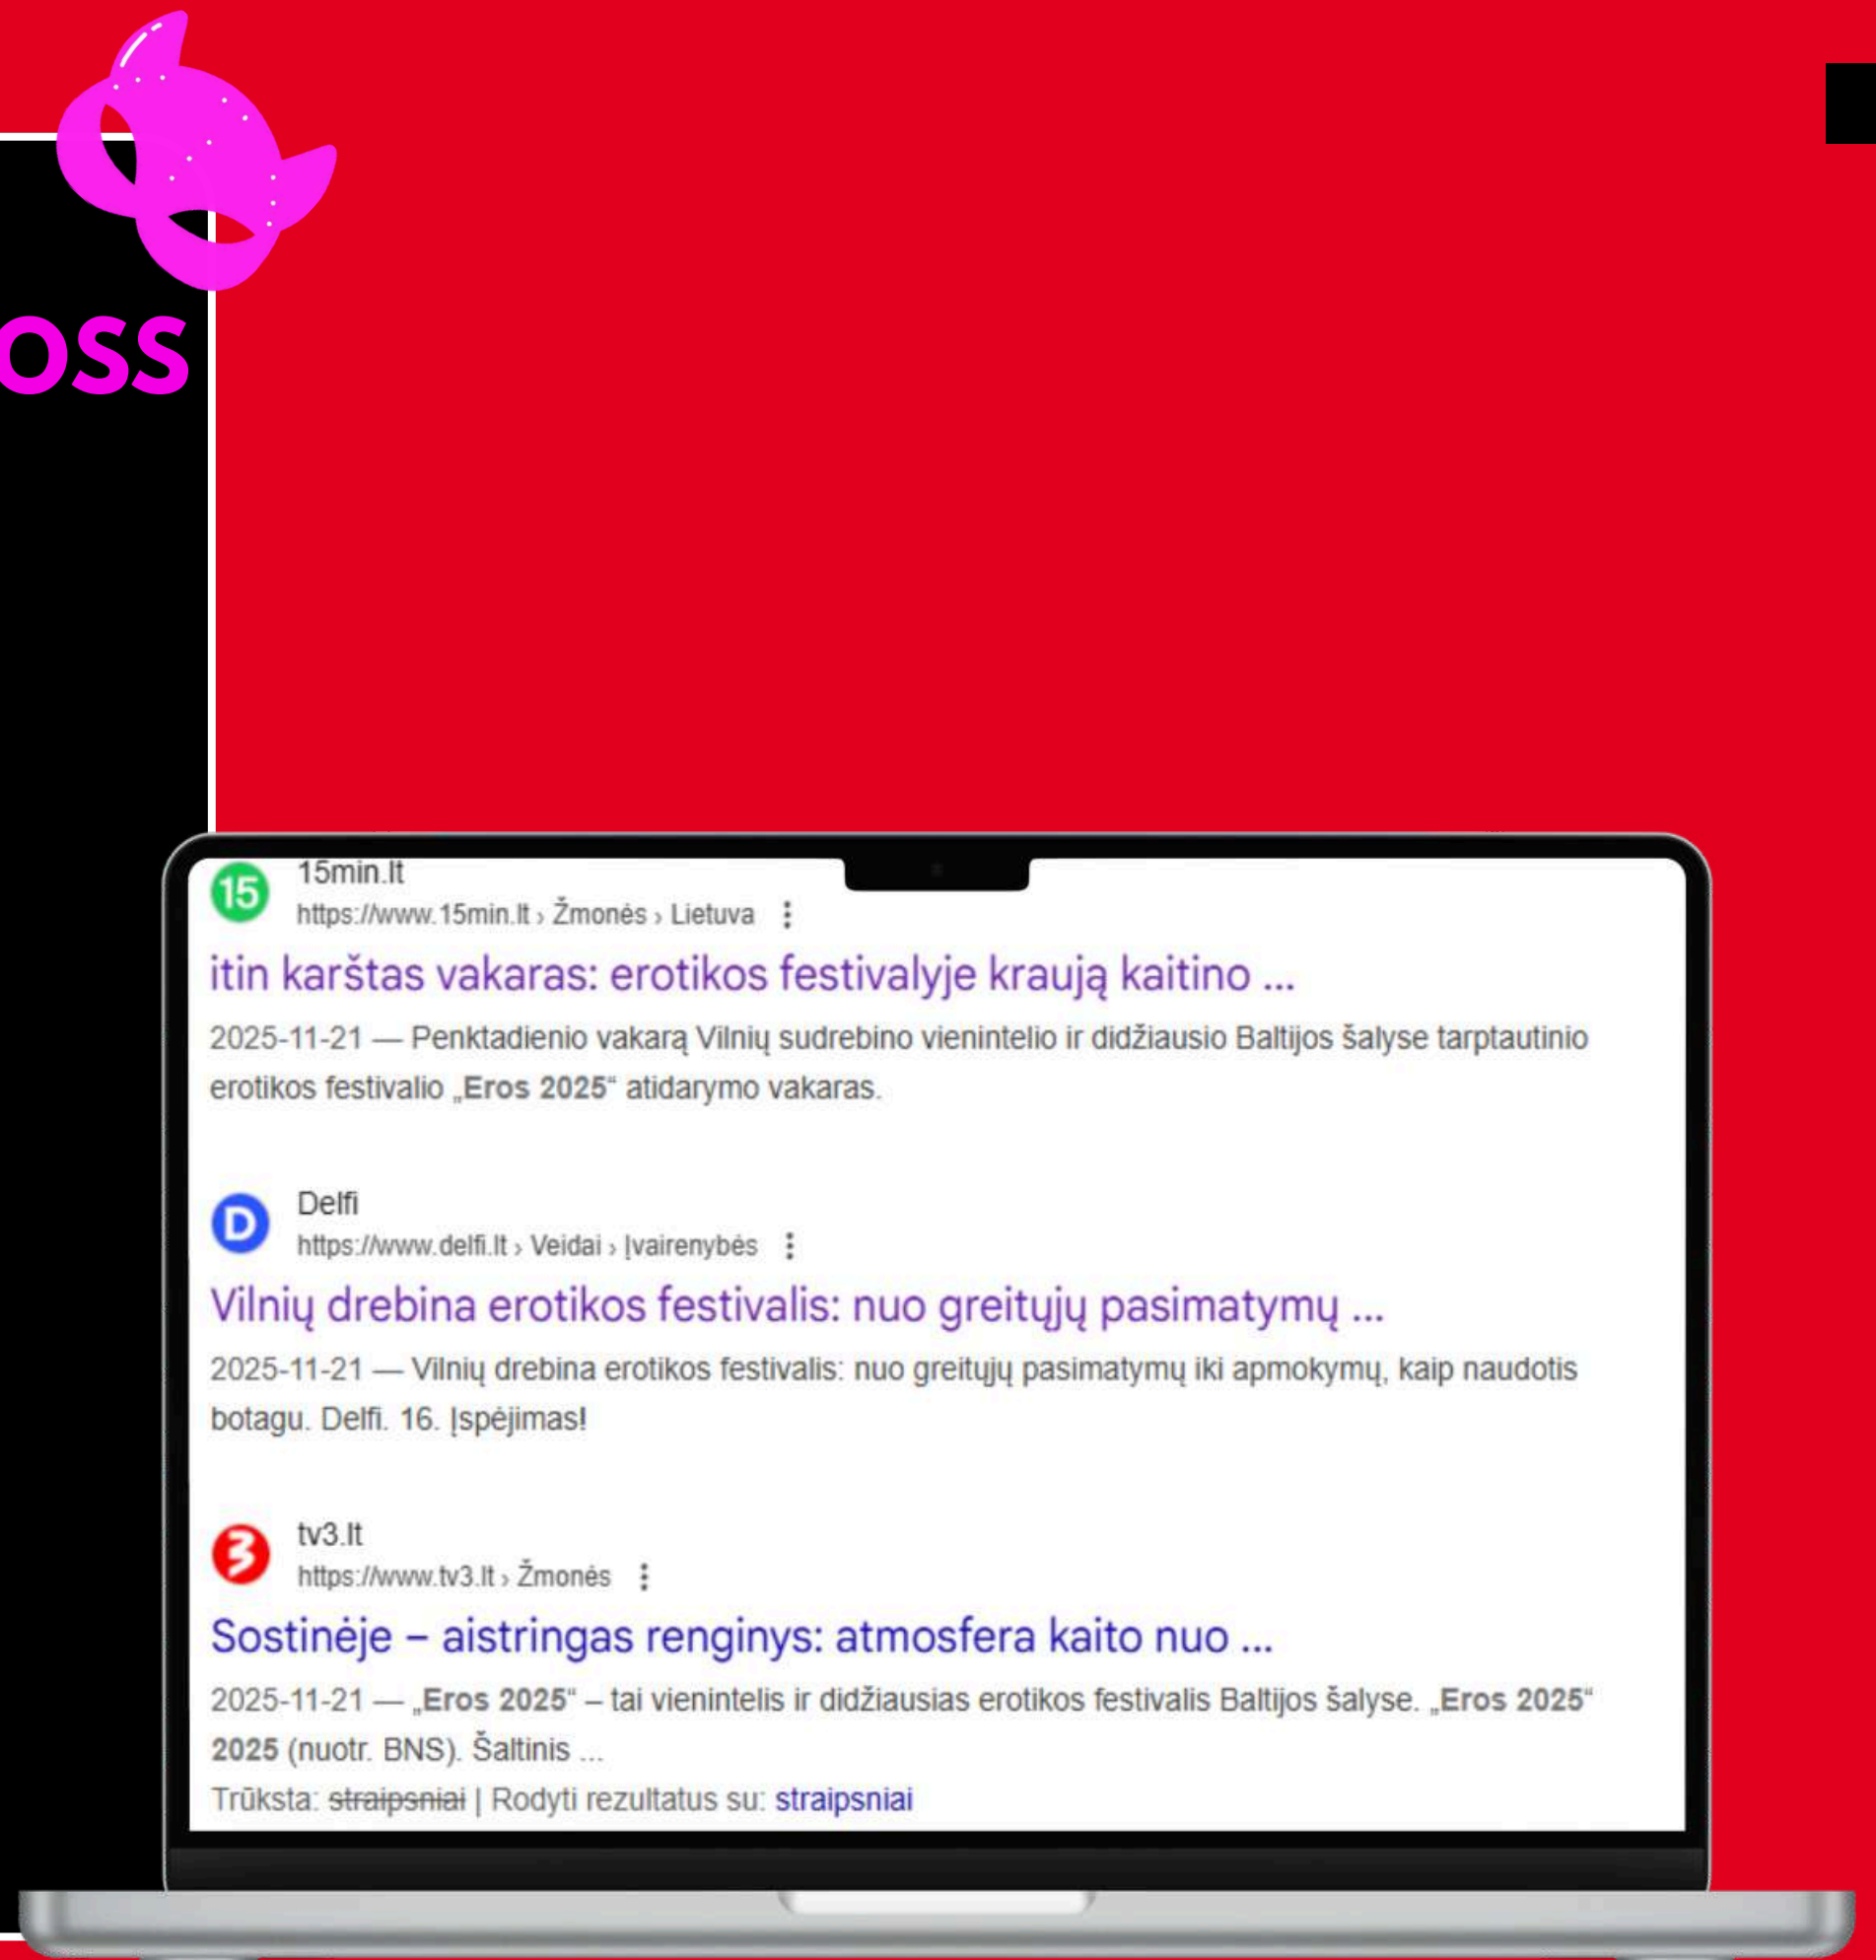 oss
15 15min.lt
https://www.15min.lt › Žmonės › Lietuva
itin karštas vakaras: erotikos festivalyje kraują kaitino ...
2025-11-21 — Penktadienio vakarą Vilnių sudrebino vienintelio ir didžiausio Baltijos šalyse tarptautinio
erotikos festivalio „Eros 2025“ atidarymo vakaras.
D Delfi
https://www.delfi.lt › Veidai › Įvairenybės
Vilnių drebina erotikos festivalis: nuo greitųjų pasimatymų ...
2025-11-21 — Vilnių drebina erotikos festivalis: nuo greitųjų pasimatymų iki apmokymų, kaip naudotis
botagu. Delfi. 16. Įspėjimas!
3 tv3.lt
https://www.tv3.lt › Žmonės
Sostinėje – aistringas renginys: atmosfera kaito nuo ...
2025-11-21 — „Eros 2025“ – tai vienintelis ir didžiausias erotikos festivalis Baltijos šalyse. „Eros 2025“
2025 (nuotr. BNS). Šaltinis ...
Trūksta: straipsniai | Rodyti rezultatus su: straipsniai